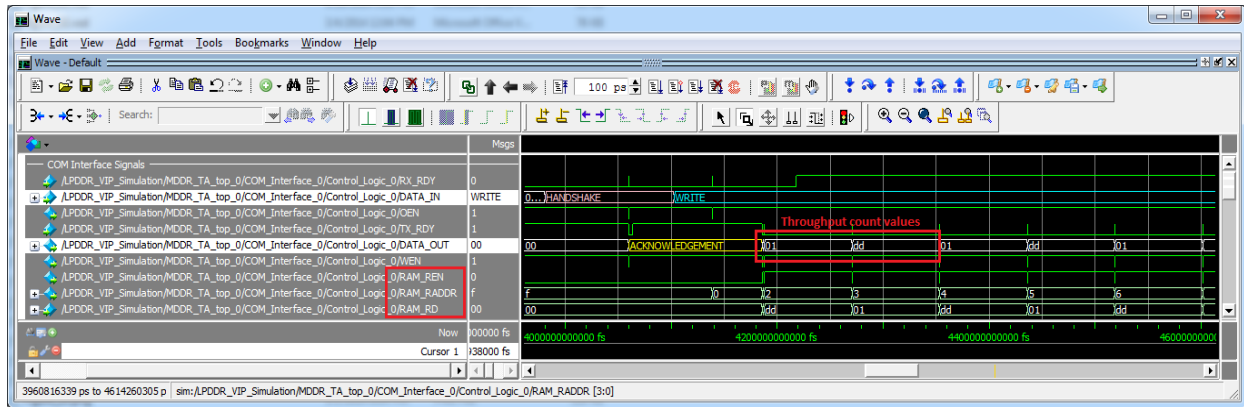 Wave
File Edit View Add Format Tools Bookmarks Window Help
Wave - Default
100 ps
Search:
Msgs
COM Interface Signals
/LPDDR_VIP_Simulation/MDDR_TA_top_0/COM_Interface_0/Control_Logic_0/RX_RDY 0
/LPDDR_VIP_Simulation/MDDR_TA_top_0/COM_Interface_0/Control_Logic_0/DATA_IN WRITE 0... HANDSHAKE WRITE
/LPDDR_VIP_Simulation/MDDR_TA_top_0/COM_Interface_0/Control_Logic_0/OEN 1
Throughput count values
/LPDDR_VIP_Simulation/MDDR_TA_top_0/COM_Interface_0/Control_Logic_0/TX_RDY 1
/LPDDR_VIP_Simulation/MDDR_TA_top_0/COM_Interface_0/Control_Logic_0/DATA_OUT 00 00 ACKNOWLEDGEMENT 01 dd 01 dd 01
/LPDDR_VIP_Simulation/MDDR_TA_top_0/COM_Interface_0/Control_Logic_0/WEN 1
/LPDDR_VIP_Simulation/MDDR_TA_top_0/COM_Interface_0/Control_Logic_0/RAM_REN 0
/LPDDR_VIP_Simulation/MDDR_TA_top_0/COM_Interface_0/Control_Logic_0/RAM_RADDR f f 0 2 3 4 5 6
/LPDDR_VIP_Simulation/MDDR_TA_top_0/COM_Interface_0/Control_Logic_0/RAM_RD 00 00 dd 01 dd 01 dd
Now 000000 fs 4000000000000 fs 4200000000000 fs 4400000000000 fs
Cursor 1 938000 fs
3960816339 ps to 4614260305 p sim:/LPDDR_VIP_Simulation/MDDR_TA_top_0/COM_Interface_0/Control_Logic_0/RAM_RADDR [3:0]